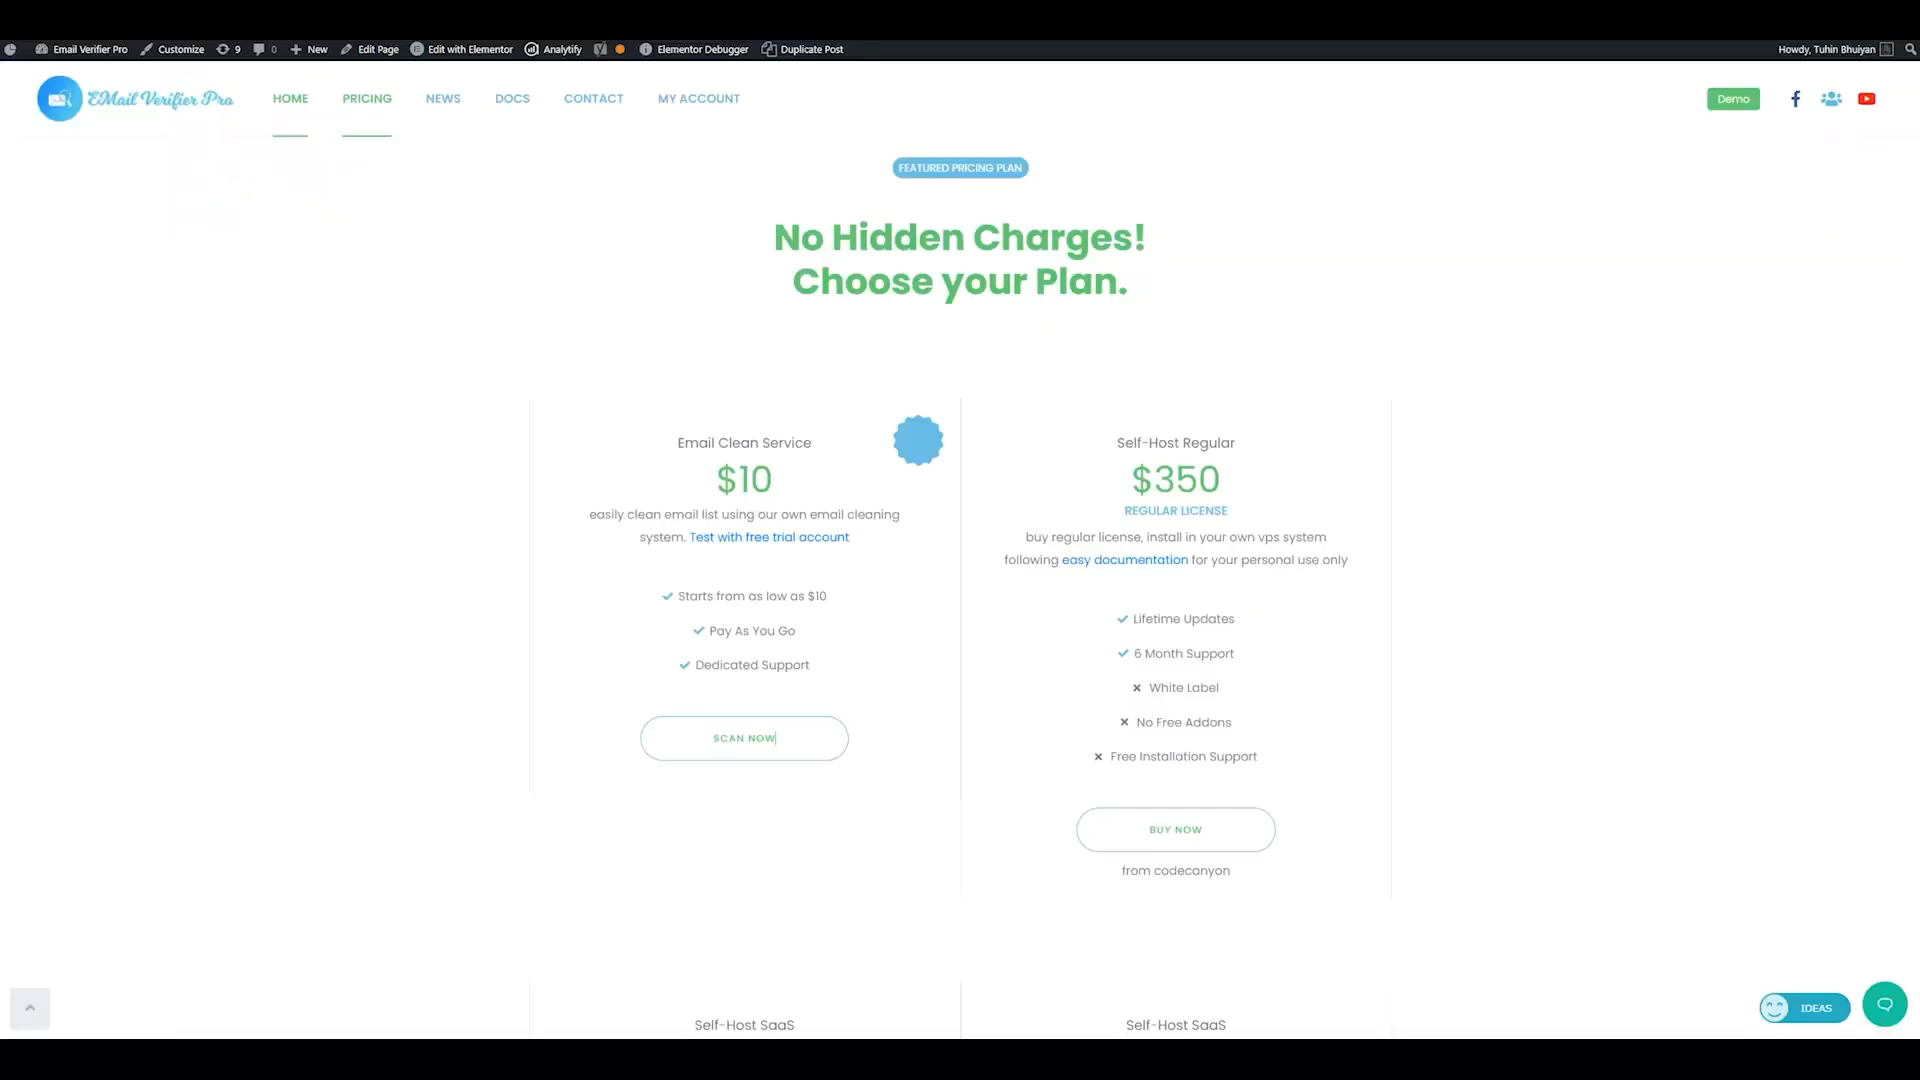 Email Verifier Pro Customize 9 0 New Edit Page Edit with Elementor Analytify Elementor Debugger Duplicate Post Howdy, Tuhin Bhuiyan
EMail Verifier Pro HOME PRICING NEWS DOCS CONTACT MY ACCOUNT Demo
FEATURED PRICING PLAN
No Hidden Charges!
Choose your Plan.
Email Clean Service
$10
easily clean email list using our own email cleaning
system. Test with free trial account
Starts from as low as $10
Pay As You Go
Dedicated Support
SCAN NOW
Self-Host Regular
$350
REGULAR LICENSE
buy regular license, install in your own vps system
following easy documentation for your personal use only
Lifetime Updates
6 Month Support
White Label
No Free Addons
Free Installation Support
BUY NOW
from codecanyon
Self-Host SaaS
Self-Host SaaS
IDEAS